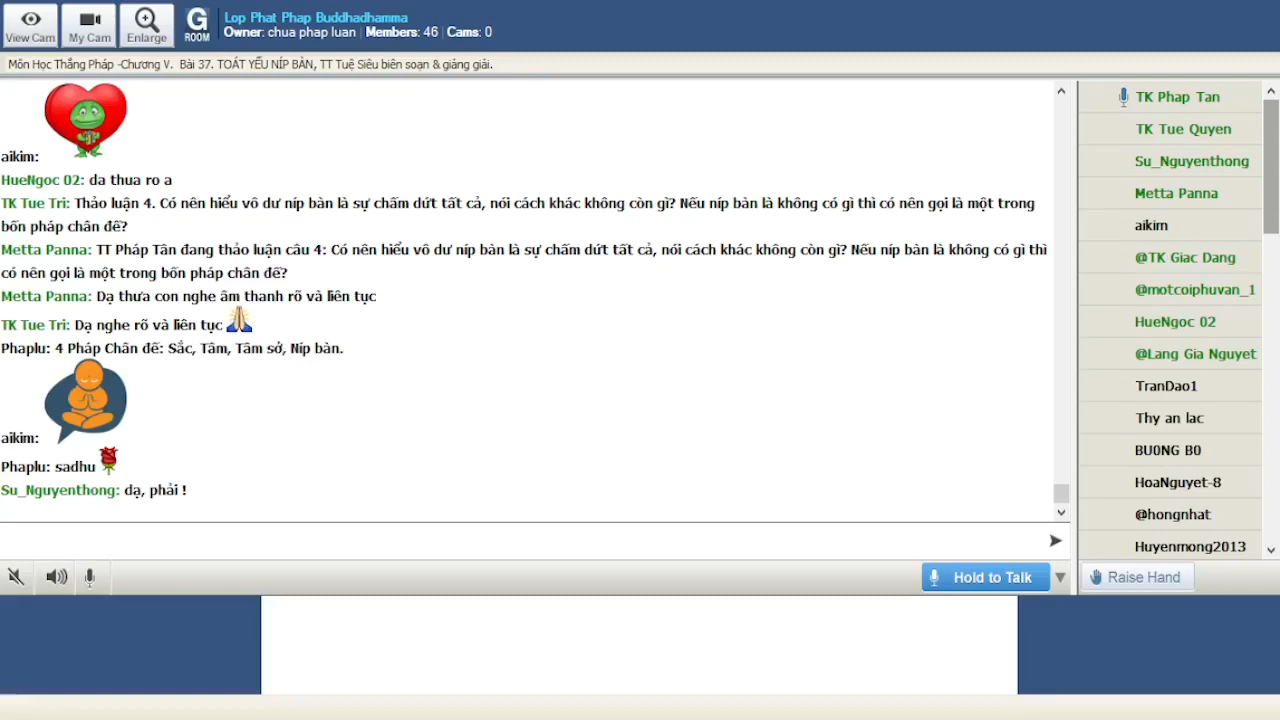 View Cam
My Cam
Enlarge
G
ROOM
Lop Phat Phap Buddhadhamma
Owner: chua phap luan | Members: 46 | Cams: 0
Môn Học Thắng Pháp -Chương V.  Bài 37. TOÁT YẾU NÍP BÀN, TT Tuệ Siêu biên soạn & giảng giải.
aikim:
HueNgoc 02: da thua ro a
TK Tue Tri: Thảo luận 4. Có nên hiểu vô dư níp bàn là sự chấm dứt tất cả, nói cách khác không còn gì? Nếu níp bàn là không có gì thì có nên gọi là một trong
bốn pháp chân đế?
Metta Panna: TT Pháp Tân đang thảo luận câu 4: Có nên hiểu vô dư níp bàn là sự chấm dứt tất cả, nói cách khác không còn gì? Nếu níp bàn là không có gì thì
có nên gọi là một trong bốn pháp chân đế?
Metta Panna: Dạ thưa con nghe âm thanh rõ và liên tục
TK Tue Tri: Dạ nghe rõ và liên tục
Phaplu: 4 Pháp Chân đế: Sắc, Tâm, Tâm sở, Níp bàn.
aikim:
Phaplu: sadhu
Su_Nguyenthong: dạ, phải !
TK Phap Tan
TK Tue Quyen
Su_Nguyenthong
Metta Panna
aikim
@TK Giac Dang
@motcoiphuvan_1
HueNgoc 02
@Lang Gia Nguyet
TranDao1
Thy an lac
BU0NG B0
HoaNguyet-8
@hongnhat
Huyenmong2013
Hold to Talk
Raise Hand